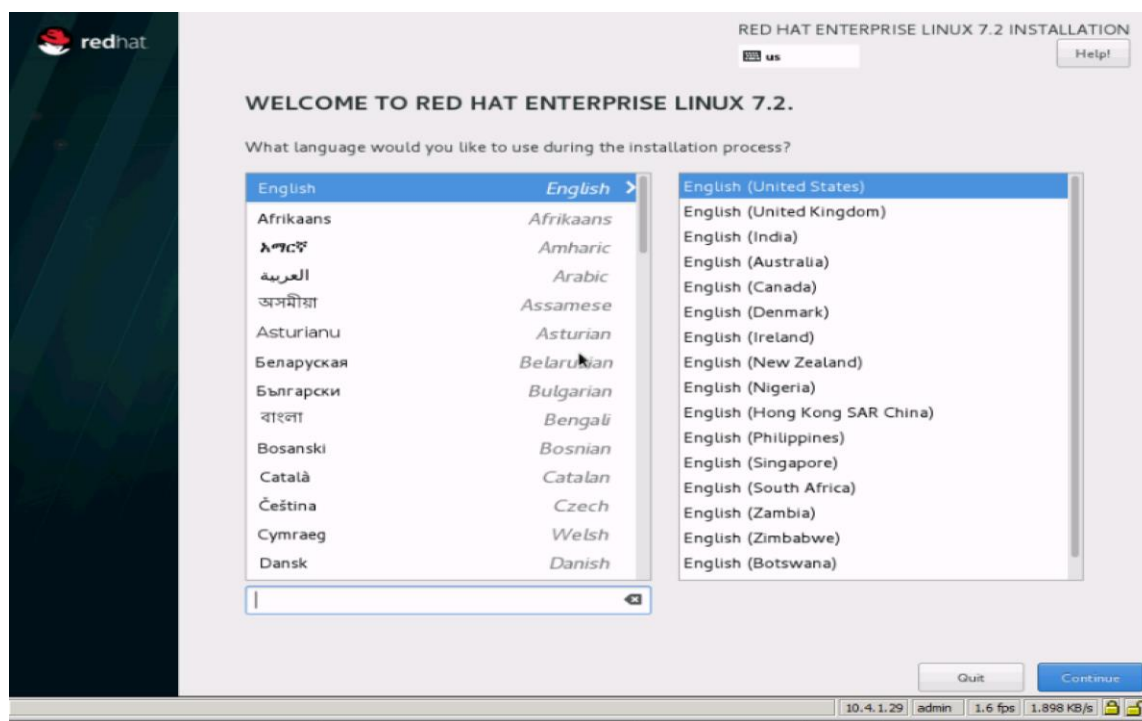 redhat
RED HAT ENTERPRISE LINUX 7.2 INSTALLATION
us
Help!
WELCOME TO RED HAT ENTERPRISE LINUX 7.2.
What language would you like to use during the installation process?
English English
Afrikaans Afrikaans
አማርኛ Amharic
العربية Arabic
অসমীয়া Assamese
Asturianu Asturian
Беларуская Belarusian
Български Bulgarian
বাংলা Bengali
Bosanski Bosnian
Català Catalan
Čeština Czech
Cymraeg Welsh
Dansk Danish
English (United States)
English (United Kingdom)
English (India)
English (Australia)
English (Canada)
English (Denmark)
English (Ireland)
English (New Zealand)
English (Nigeria)
English (Hong Kong SAR China)
English (Philippines)
English (Singapore)
English (South Africa)
English (Zambia)
English (Zimbabwe)
English (Botswana)
Quit
Continue
10.4.1.29 admin 1.6 fps 1.898 KB/s